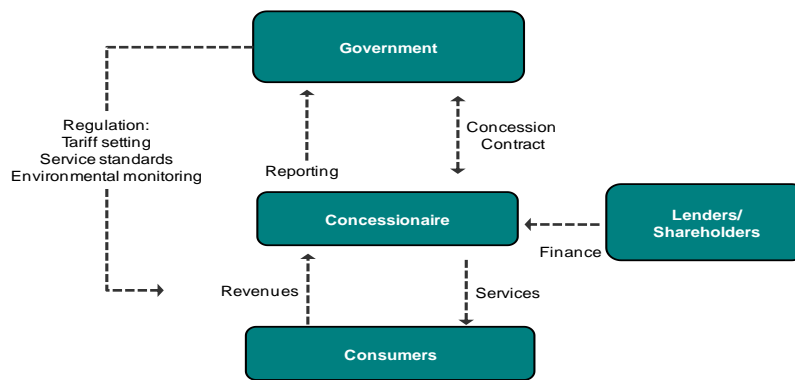 Government
Regulation:
Tariff setting
Service standards
Environmental monitoring
Concession
Contract
Reporting
Concessionaire
Lenders/
Shareholders
Finance
Revenues
Services
Consumers